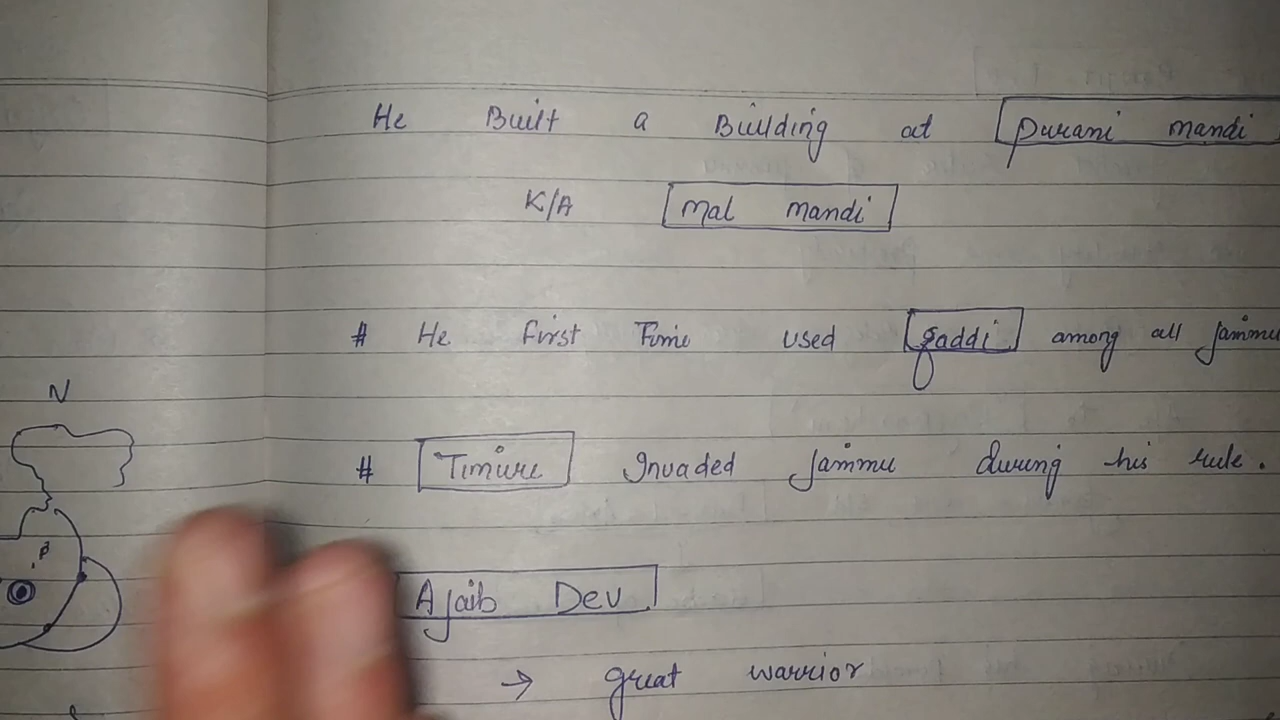 He Built a Building at Purani mandi
K/A Mal mandi
# He First Time used gaddi among all Jammu
# Timure Invaded Jammu during his rule.
N
P
Ajaib Dev
→ great warrior